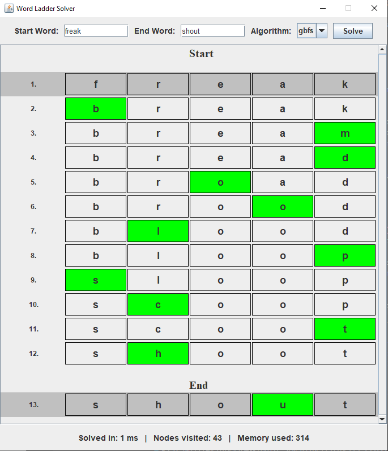 Word Ladder Solver
Start Word: freak End Word: shout Algorithm: gbfs Solve
Start
1. f r e a k
2. b r e a k
3. b r e a m
4. b r e a d
5. b r o a d
6. b r o o d
7. b l o o d
8. b l o o p
9. s l o o p
10. s c o o p
11. s c o o t
12. s h o o t
End
13. s h o u t
Solved in: 1 ms | Nodes visited: 43 | Memory used: 314